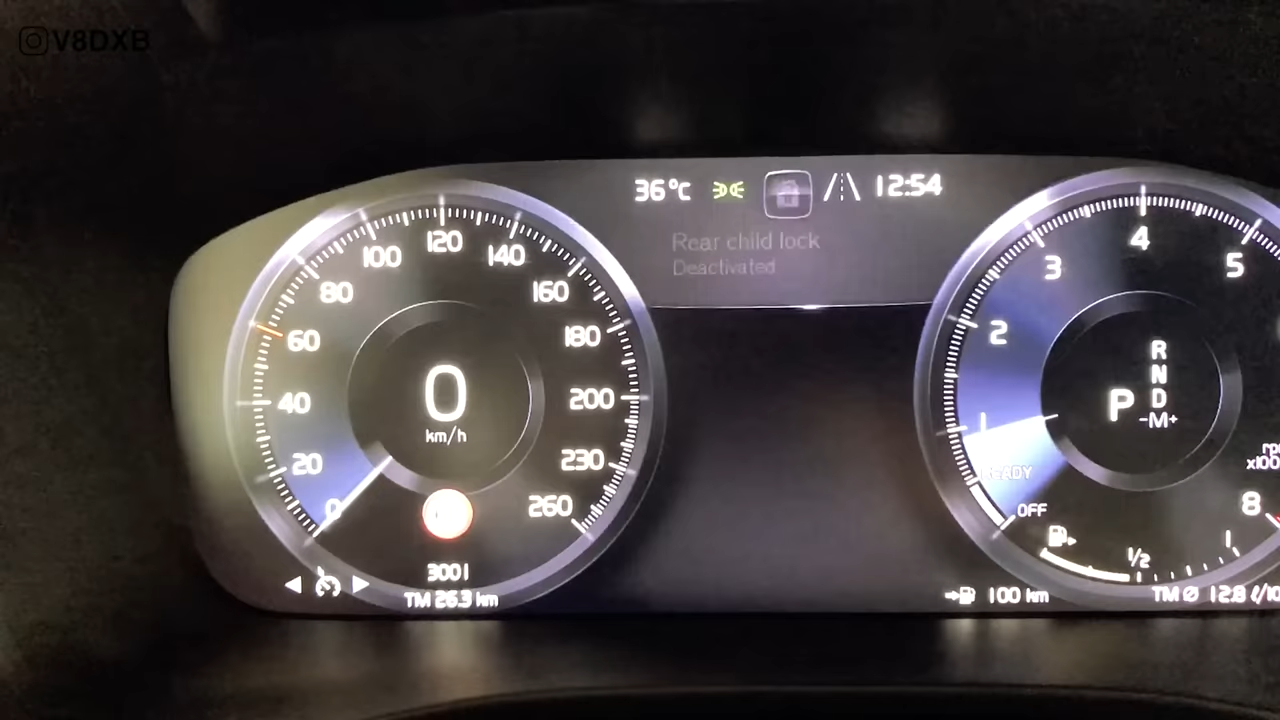 V8DXB
36°C
12:54
Rear child lock
Deactivated
0
20
40
60
80
100
120
140
160
180
200
230
260
0
km/h
3001
TM 26.3 km
OFF
READY
1
2
3
4
5
8
R
N
D
P
-M+
1/2
1
100 km
TM Ø 12.8